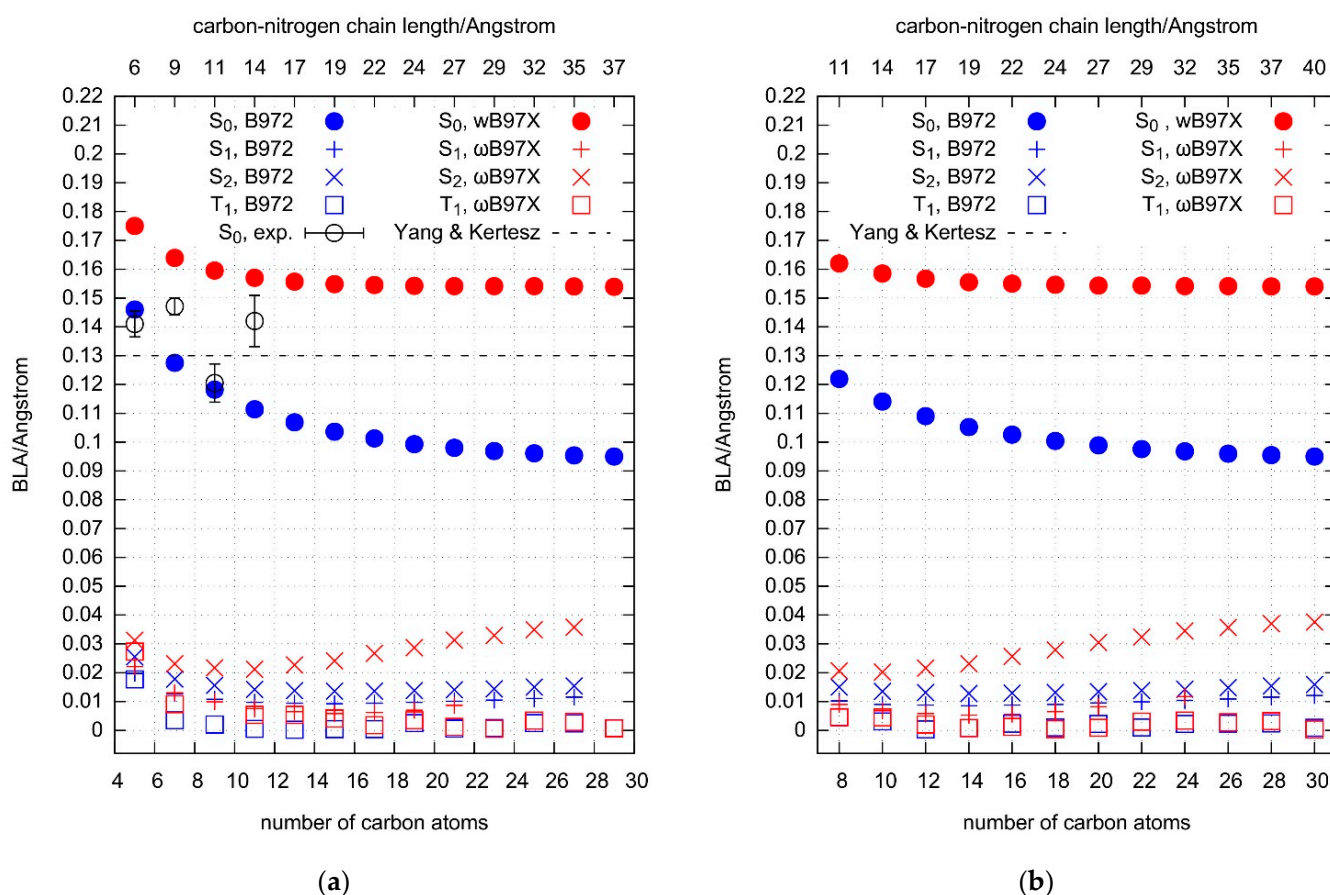 carbon-nitrogen chain length/Angstrom
6 9 11 14 17 19 22 24 27 29 32 35 37
0.22
0.21
0.2
0.19
0.18
0.17
0.16
0.15
0.14
0.13
0.12
0.11
0.1
0.09
0.08
0.07
0.06
0.05
0.04
0.03
0.02
0.01
0
BLA/Angstrom
S0, B972 S0, wB97X
S1, B972 S1, ωB97X
S2, B972 S2, ωB97X
T1, B972 T1, ωB97X
S0, exp. Yang & Kertesz
4 6 8 10 12 14 16 18 20 22 24 26 28 30
number of carbon atoms
(a)
carbon-nitrogen chain length/Angstrom
11 14 17 19 22 24 27 29 32 35 37 40
0.22
0.21
0.2
0.19
0.18
0.17
0.16
0.15
0.14
0.13
0.12
0.11
0.1
0.09
0.08
0.07
0.06
0.05
0.04
0.03
0.02
0.01
0
BLA/Angstrom
S0, B972 S0 , wB97X
S1, B972 S1, ωB97X
S2, B972 S2, ωB97X
T1, B972 T1, ωB97X
Yang & Kertesz
8 10 12 14 16 18 20 22 24 26 28 30
number of carbon atoms
(b)